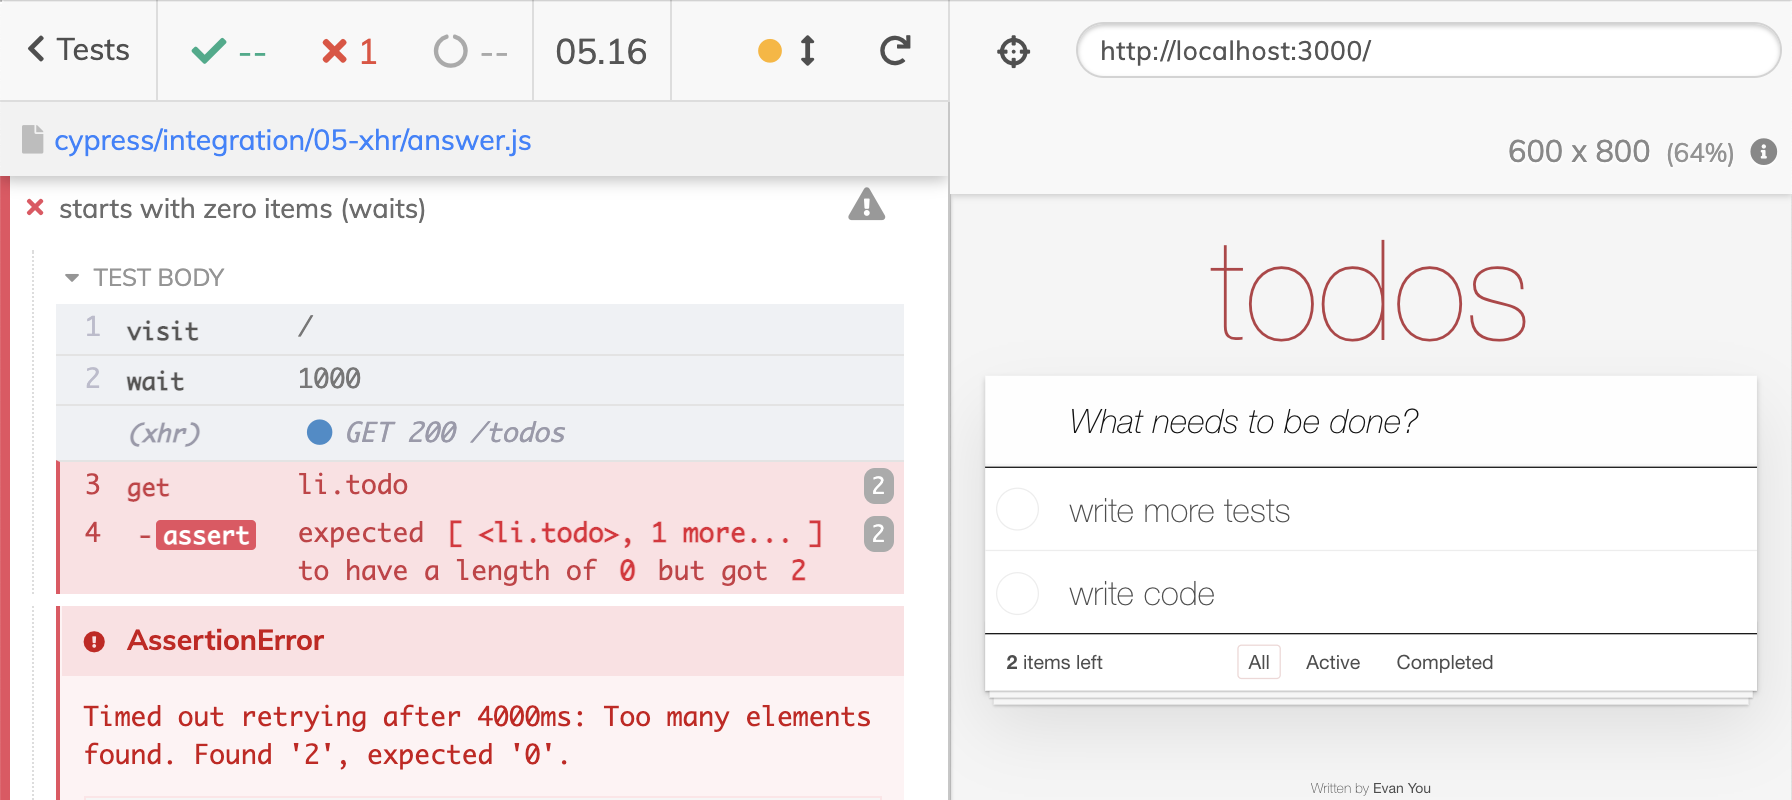 Tests
--
1
--
05.16
http://localhost:3000/
cypress/integration/05-xhr/answer.js
600 x 800 (64%)
starts with zero items (waits)
TEST BODY
1 visit /
2 wait 1000
(xhr) GET 200 /todos
3 get li.todo 2
4 -assert expected [ <li.todo>, 1 more... ] 2
to have a length of 0 but got 2
AssertionError
Timed out retrying after 4000ms: Too many elements
found. Found '2', expected '0'.
todos
What needs to be done?
write more tests
write code
2 items left All Active Completed
Written by Evan You